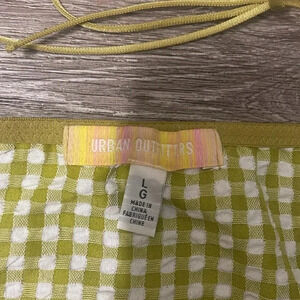 URBAN OUTFITTERS
L
G
MADE IN
CHINA
FABRIQUÉ EN
CHINE